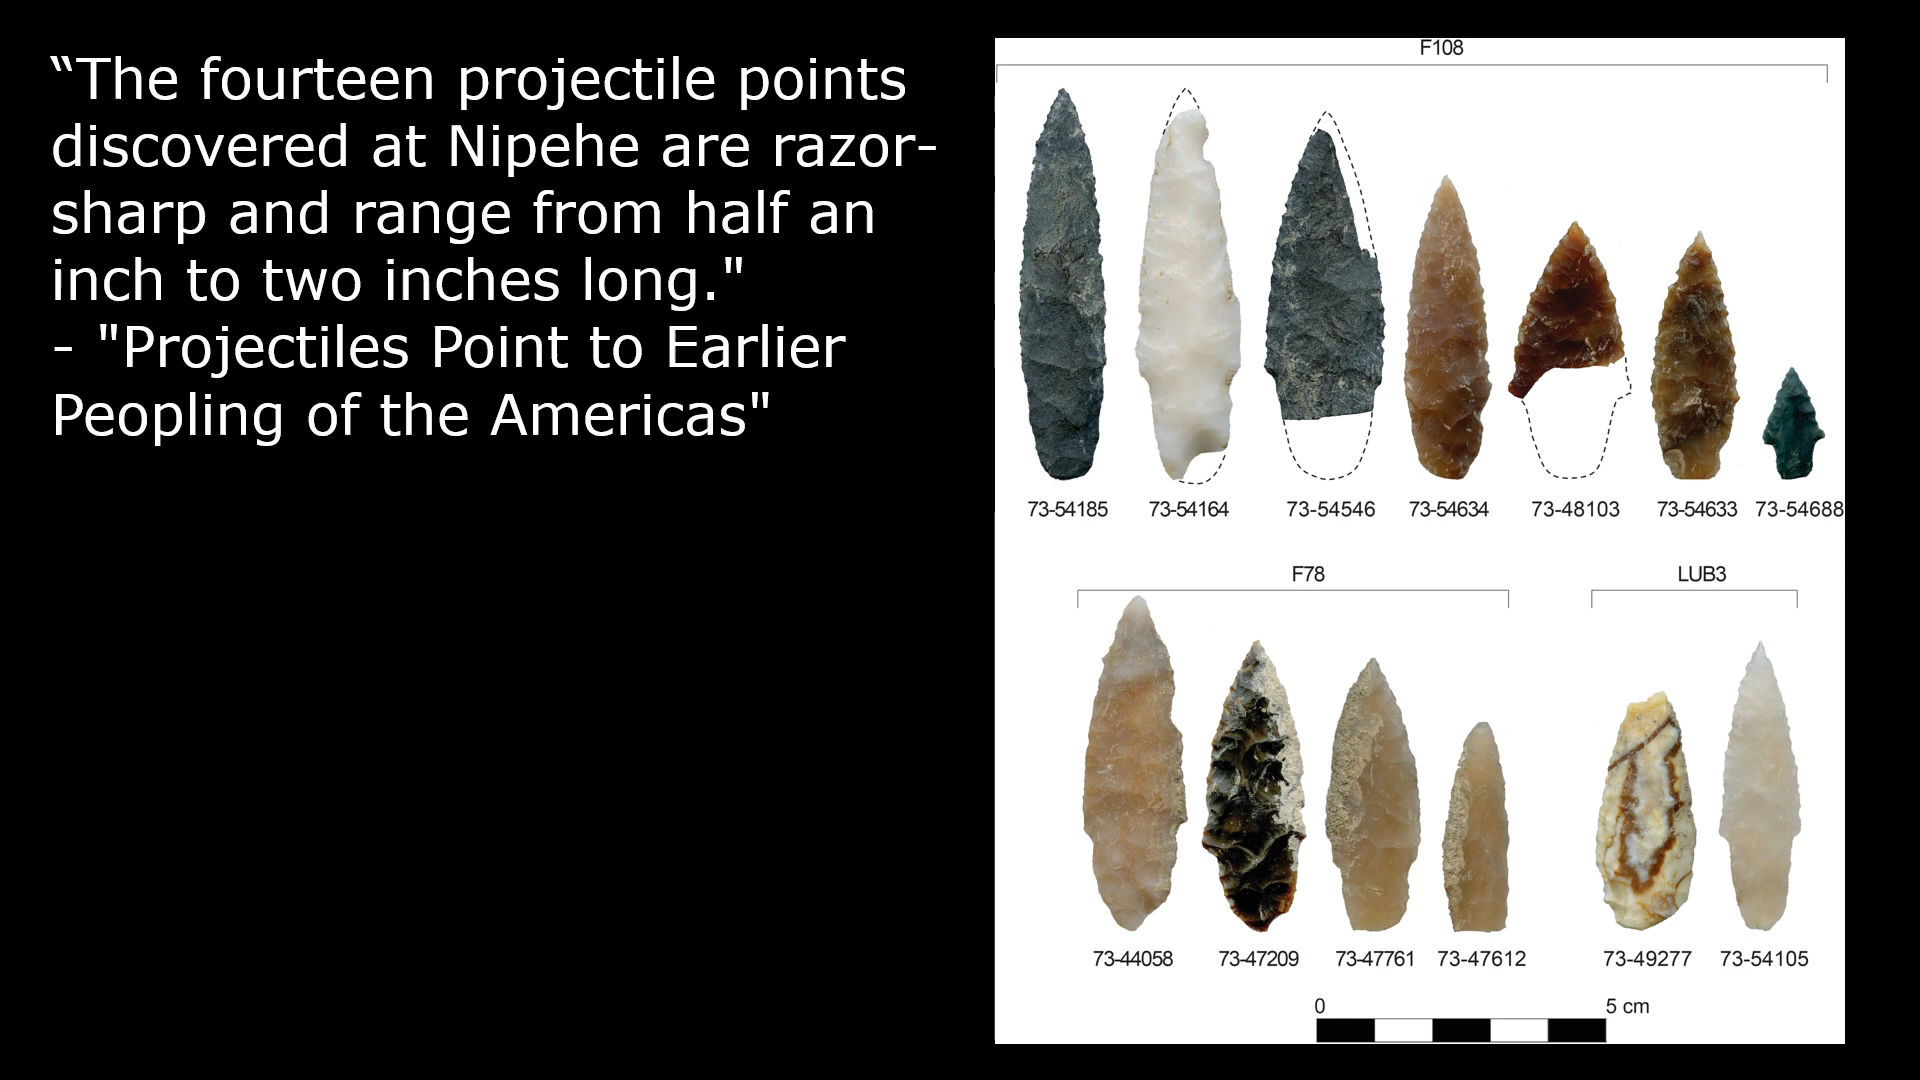 “The fourteen projectile points
discovered at Nipehe are razor-
sharp and range from half an
inch to two inches long."
- "Projectiles Point to Earlier
Peopling of the Americas"
F108
73-54185 73-54164 73-54546 73-54634 73-48103 73-54633 73-54688
F78 LUB3
73-44058 73-47209 73-47761 73-47612 73-49277 73-54105
0 5 cm